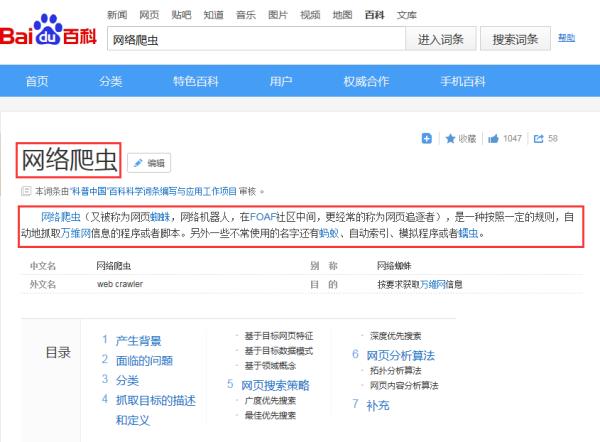 新闻 网页 贴吧 知道 音乐 图片 视频 地图 百科 文库
Bai du 百科 网络爬虫 进入词条 搜索词条 帮助
首页 分类 特色百科 用户 权威合作 手机百科
收藏 1047 58
网络爬虫 编辑
本词条由“科普中国”百科科学词条编写与应用工作项目 审核 。
网络爬虫（又被称为网页蜘蛛，网络机器人，在FOAF社区中间，更经常的称为网页追逐者），是一种按照一定的规则，自
动地抓取万维网信息的程序或者脚本。另外一些不常使用的名字还有蚂蚁、自动索引、模拟程序或者蠕虫。
中文名 网络爬虫 别 称 网络蜘蛛
外文名 web crawler 目 的 按要求获取万维网信息
目录
1 产生背景
2 面临的问题
3 分类
4 抓取目标的描述
和定义
· 基于目标网页特征
· 基于目标数据模式
· 基于领域概念
5 网页搜索策略
· 广度优先搜索
· 最佳优先搜索
· 深度优先搜索
6 网页分析算法
· 拓扑分析算法
· 网页内容分析算法
7 补充